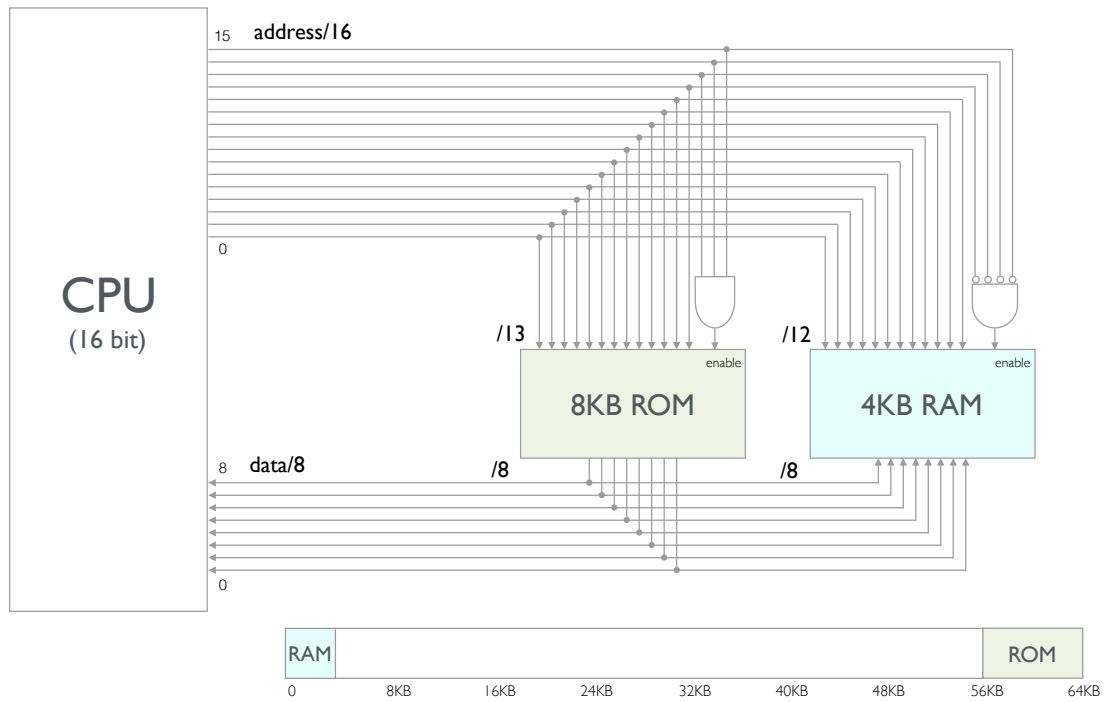 15 address/16
0
CPU
(16 bit)
/13
/12
enable
enable
8KB ROM
4KB RAM
8 data/8
/8
/8
0
RAM
ROM
0 8KB 16KB 24KB 32KB 40KB 48KB 56KB 64KB